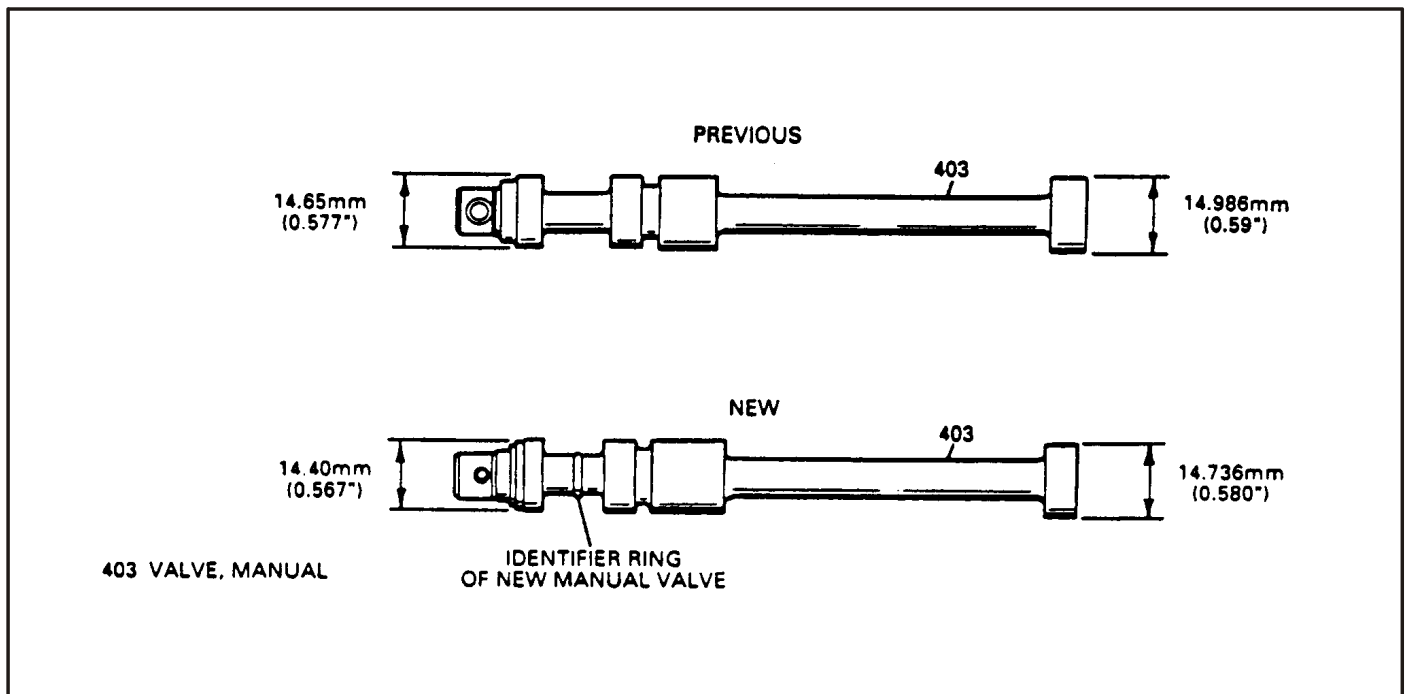 PREVIOUS
403
14.65mm
(0.577")
14.986mm
(0.59")
NEW
403
14.40mm
(0.567")
14.736mm
(0.580")
IDENTIFIER RING
OF NEW MANUAL VALVE
403 VALVE, MANUAL